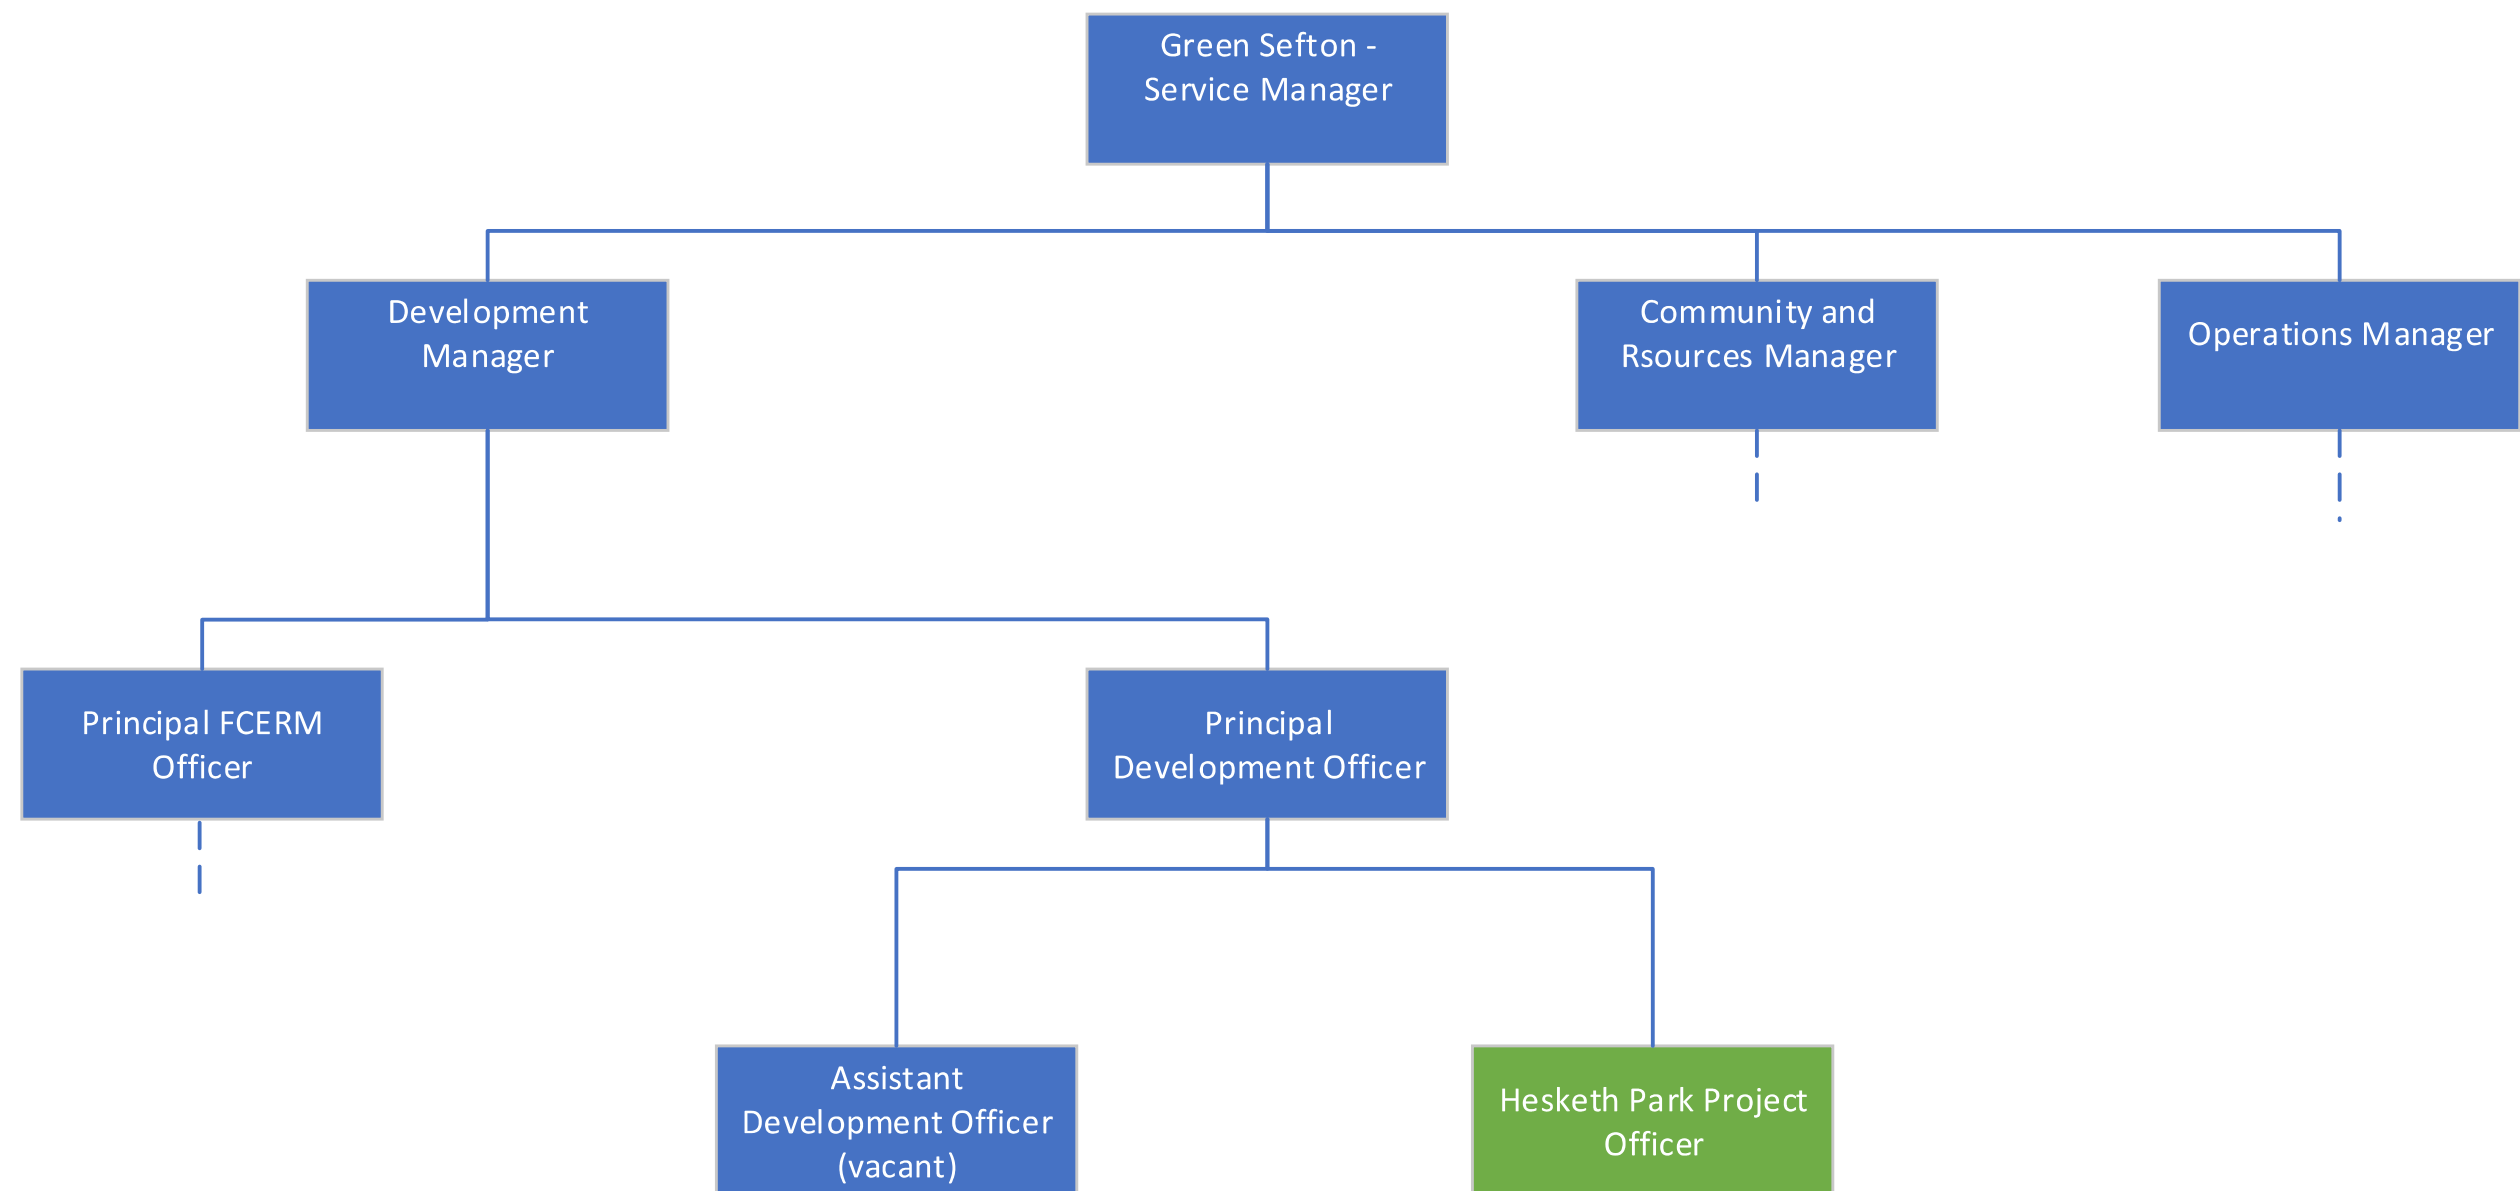 Green Sefton -
Service Manager
Development
Manager
Community and
Rsources Manager
Operations Manager
Principal FCERM
Officer
Principal
Development Officer
Assistant
Development Officer
(vacant)
Hesketh Park Project
Officer